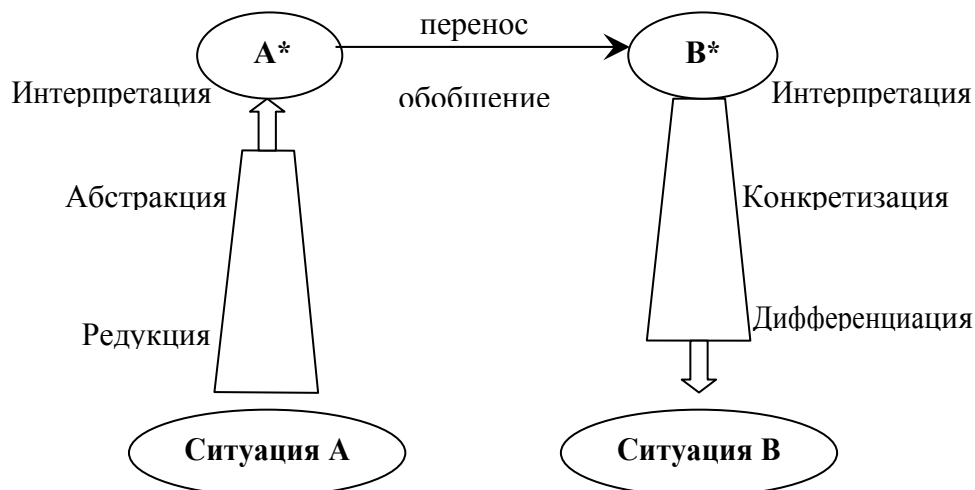 A* перенос B*
Интерпретация обобщение Интерпретация
Абстракция Конкретизация
Редукция Дифференциация
Ситуация А Ситуация В